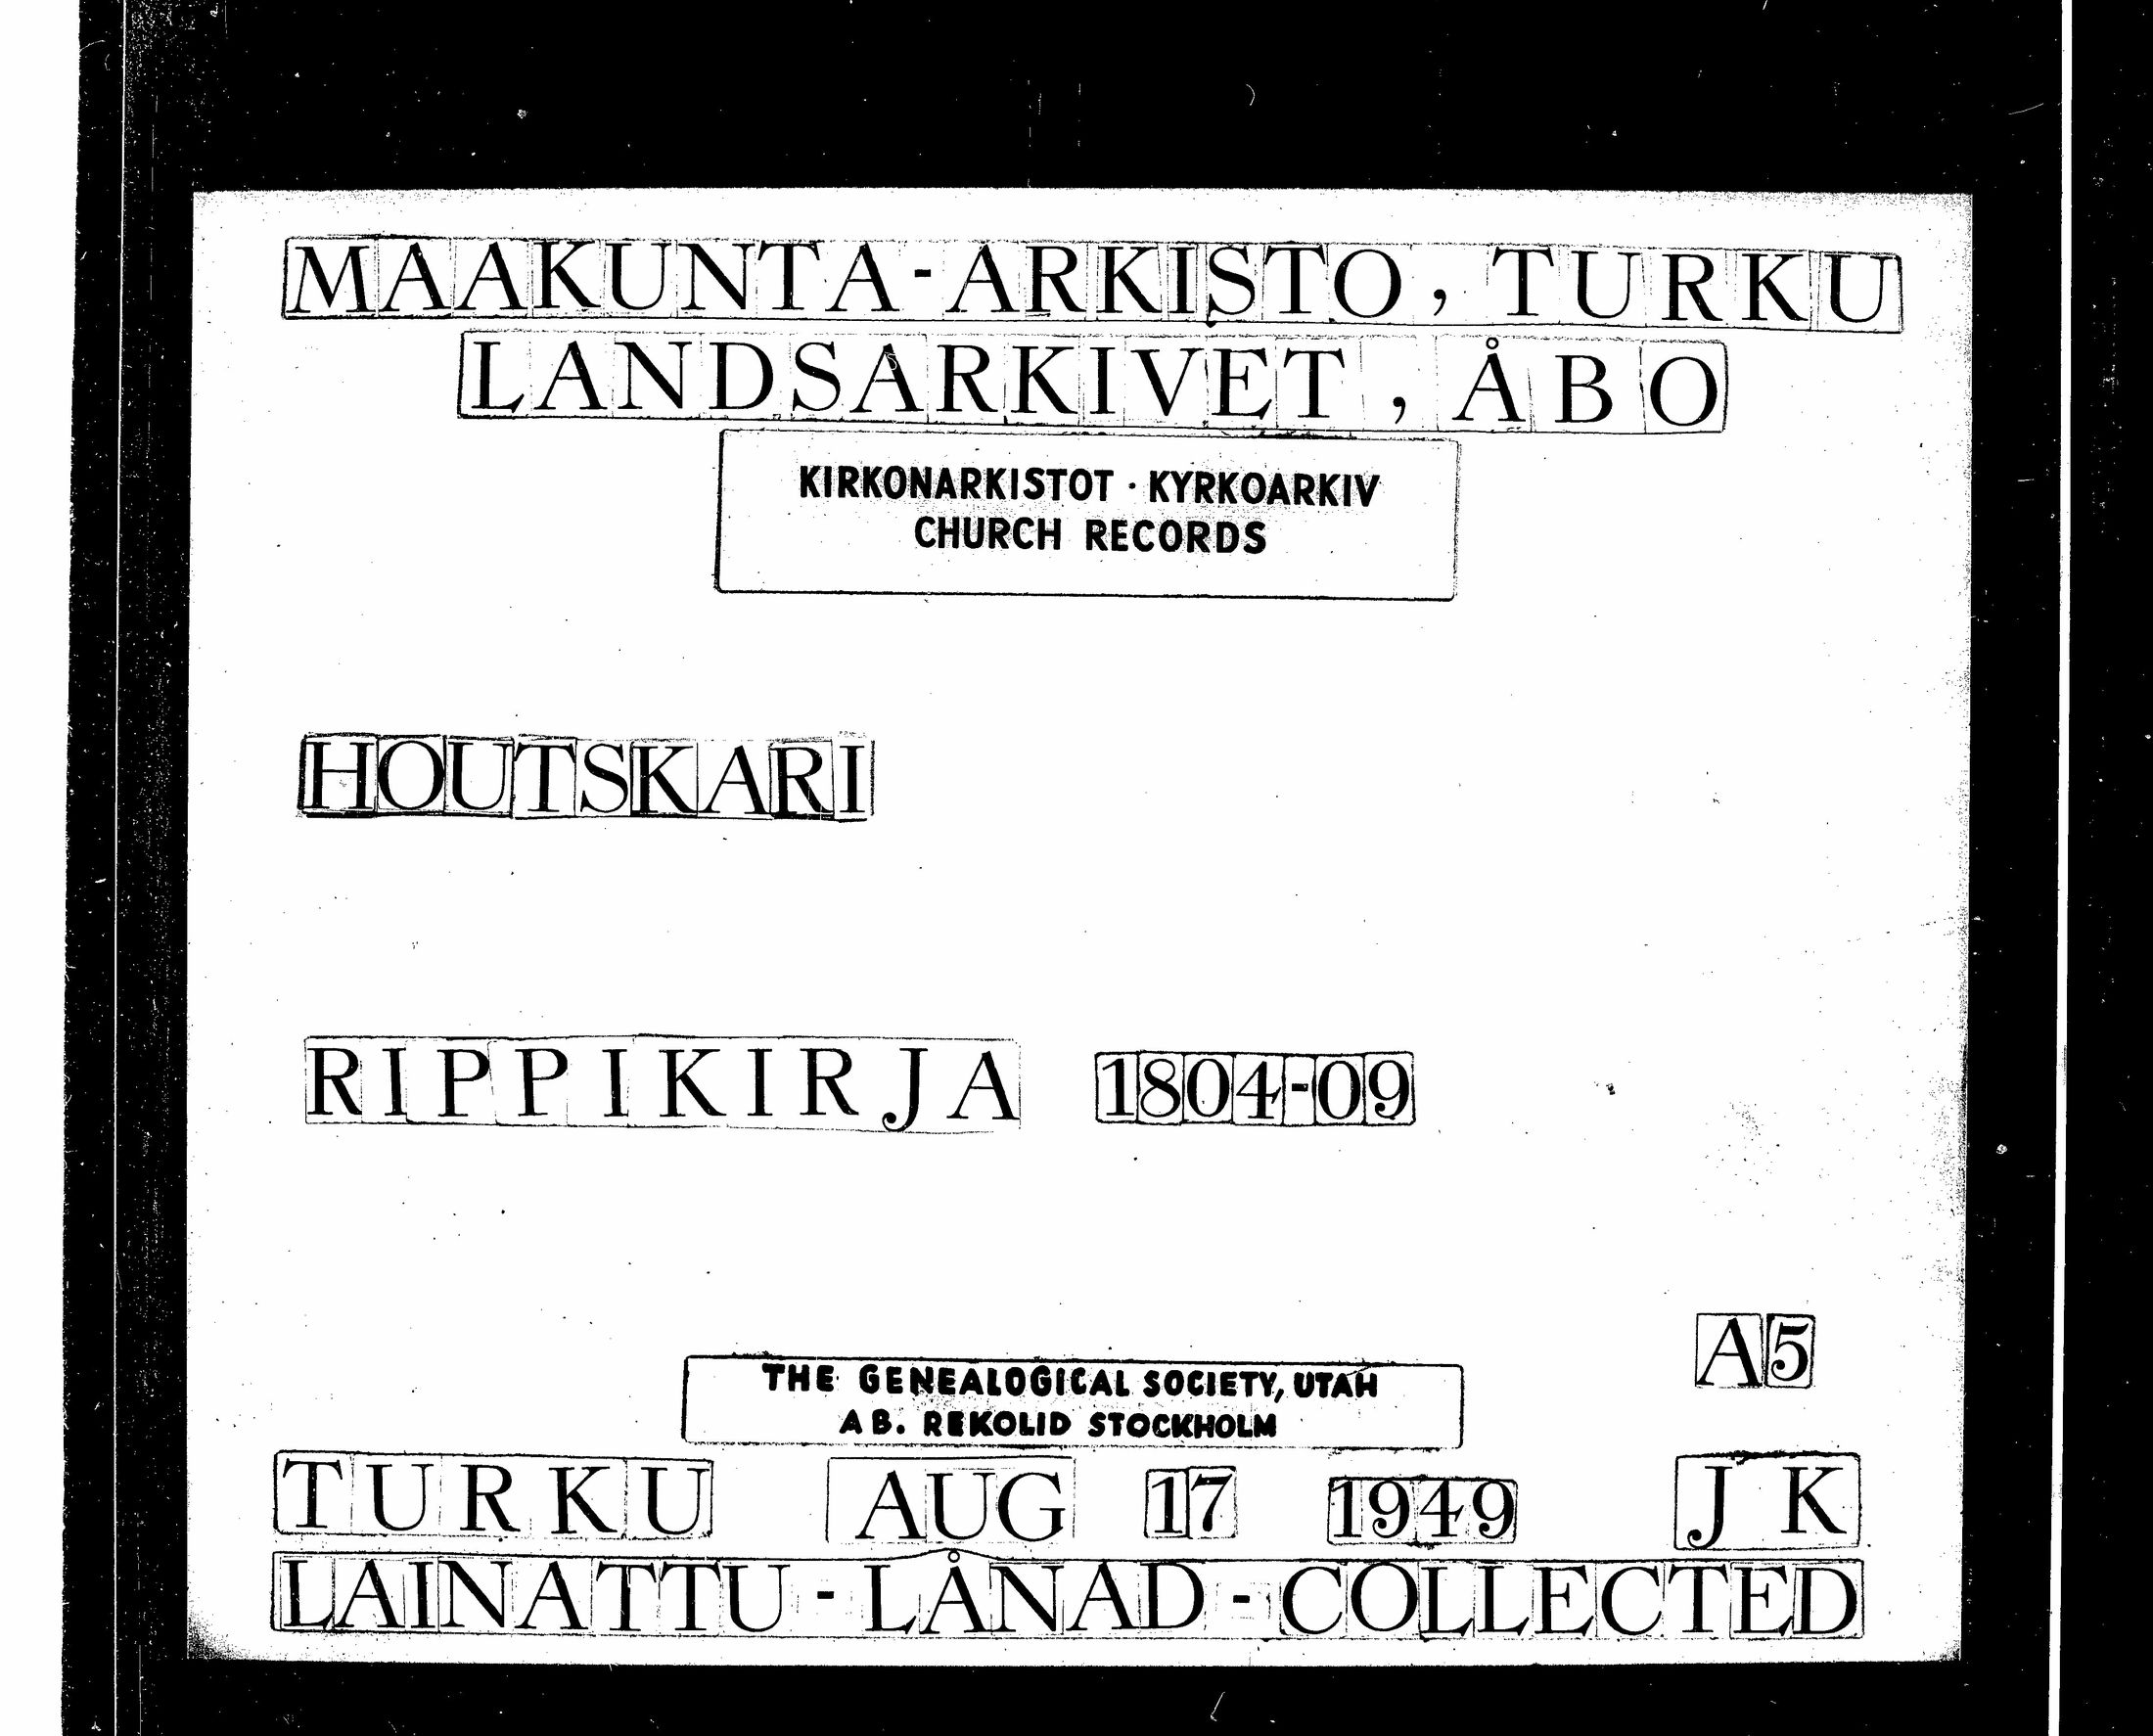 MAAKUNTA-ARKISTO, TURKU
LANDSARKIVET, ÅBO
KIRKONARKISTOT · KYRKOARKIV
CHURCH RECORDS
HOUTSKARI
RIPPIKIRJA 1804-09
A5
THE GENEALOGICAL SOCIETY, UTAH
AB. REKOLID STOCKHOLM
TURKU AUG 17 1949 JK
LAINATTU - LÅNAD - COLLECTED